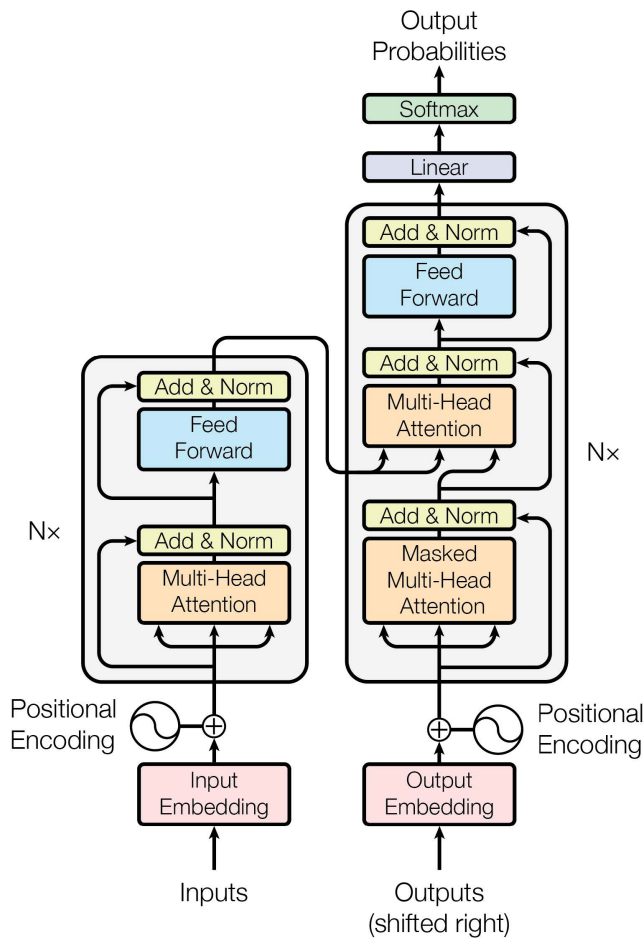 Output
Probabilities
Softmax
Linear
Add & Norm
Feed
Forward
Add & Norm
Multi-Head
Attention
Add & Norm
Masked
Multi-Head
Attention
N×
Add & Norm
Feed
Forward
Add & Norm
Multi-Head
Attention
N×
Positional
Encoding
Positional
Encoding
Input
Embedding
Output
Embedding
Inputs
Outputs
(shifted right)